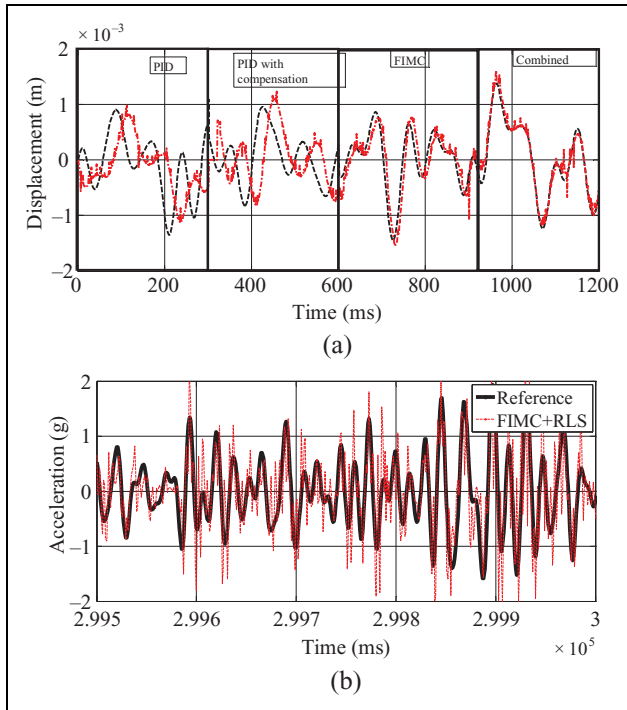 × 10⁻³
2
PID
PID with
compensation
FIMC
Combined
1
0
−1
−2
Displacement (m)
0 200 400 600 800 1000 1200
Time (ms)
(a)
2
Reference
FIMC+RLS
1
0
−1
−2
Acceleration (g)
2.995 2.996 2.997 2.998 2.999 3
Time (ms)
× 10⁵
(b)